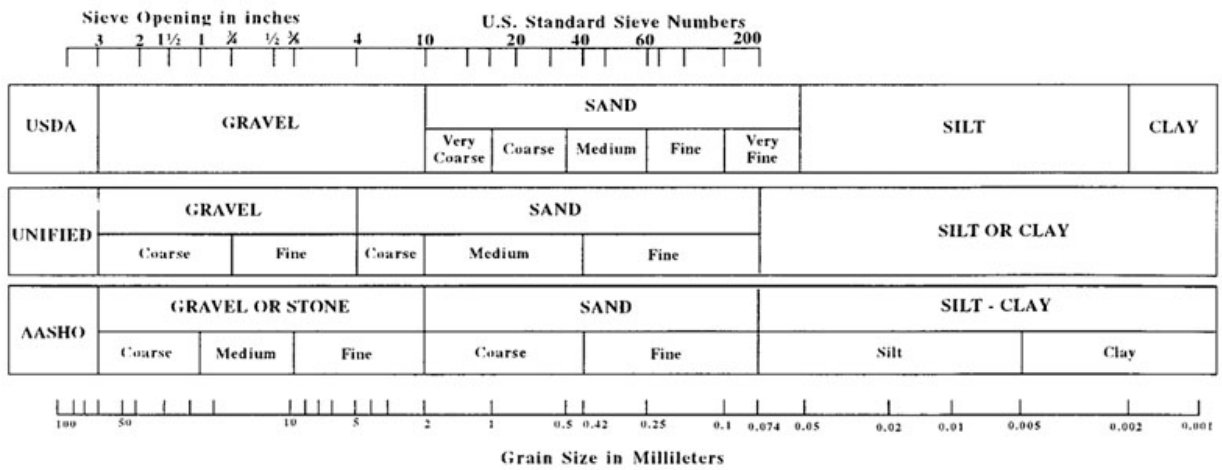 Sieve Opening in inches U.S. Standard Sieve Numbers
3 2 1½ 1 ¾ ½ ⅜ 4 10 20 40 60 200
USDA GRAVEL SAND SILT CLAY
Very Coarse Coarse Medium Fine Very Fine
UNIFIED GRAVEL SAND SILT OR CLAY
Coarse Fine Coarse Medium Fine
AASHO GRAVEL OR STONE SAND SILT - CLAY
Coarse Medium Fine Coarse Fine Silt Clay
100 50 10 5 2 1 0.5 0.42 0.25 0.1 0.074 0.05 0.02 0.01 0.005 0.002 0.001
Grain Size in Millileters